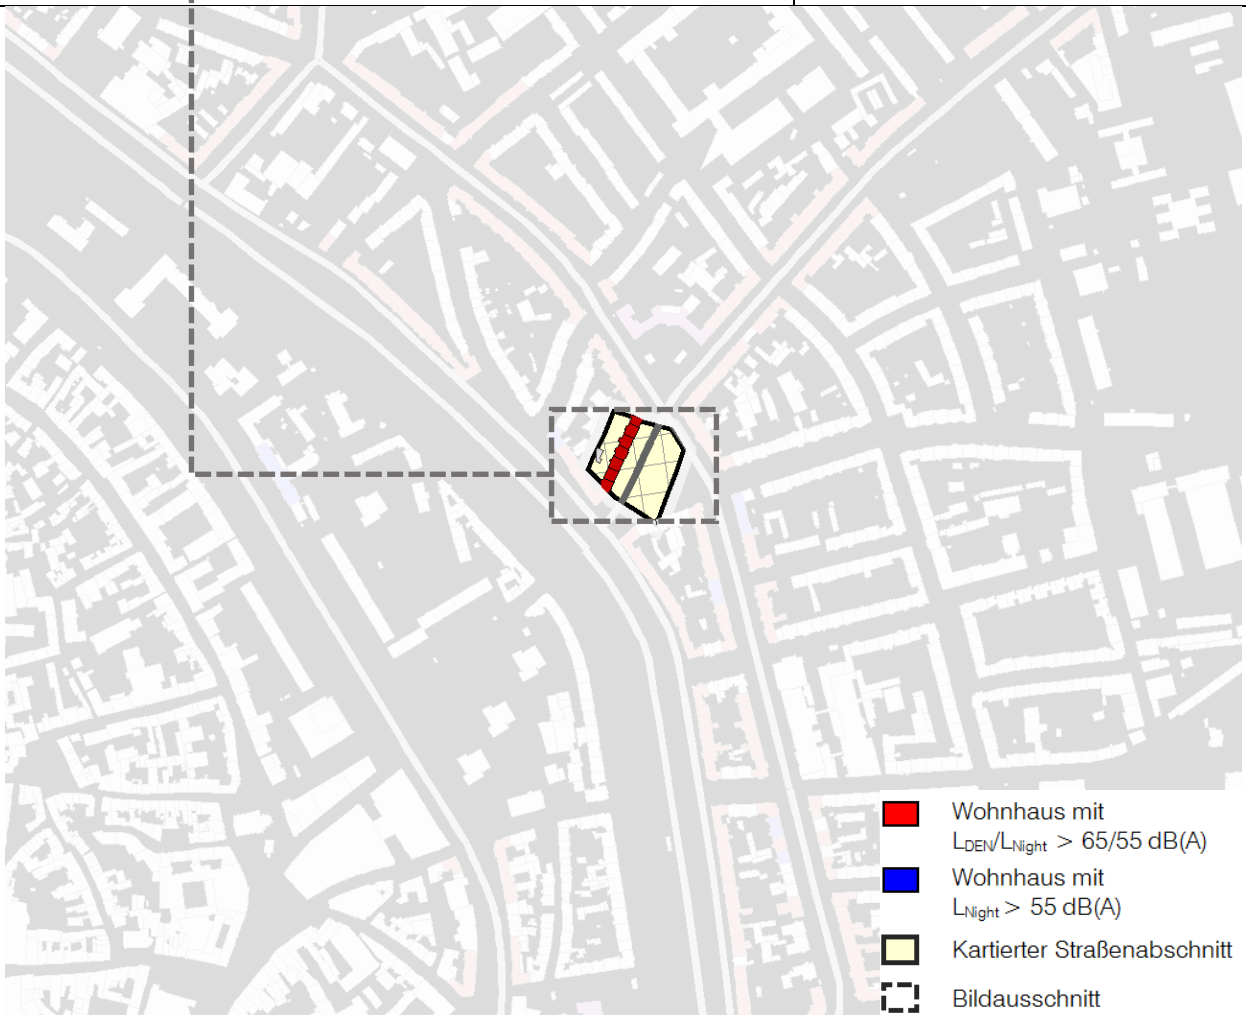 Wohnhaus mit
LDEN/LNight > 65/55 dB(A)
Wohnhaus mit
LNight > 55 dB(A)
Kartierter Straßenabschnitt
Bildausschnitt